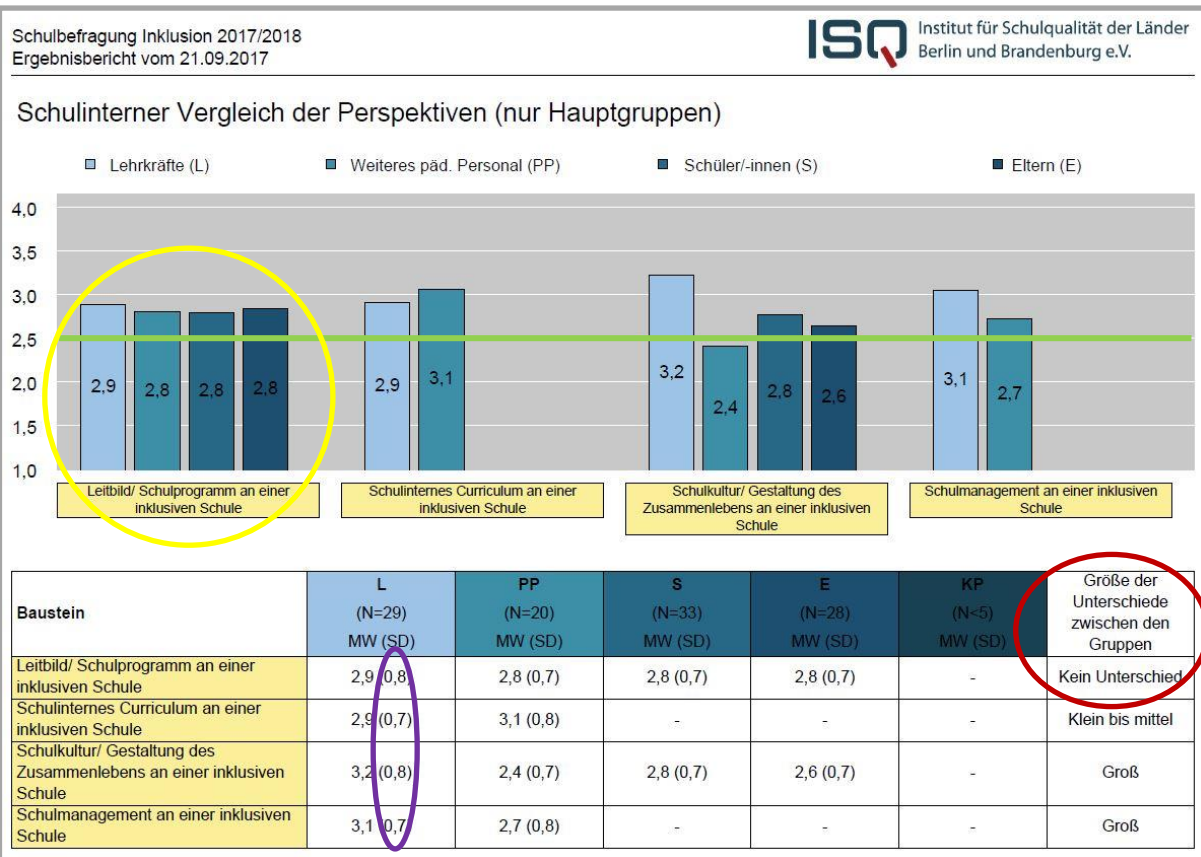 Schulbefragung Inklusion 2017/2018
Ergebnisbericht vom 21.09.2017
ISQ
Institut für Schulqualität der Länder
Berlin und Brandenburg e.V.
Schulinterner Vergleich der Perspektiven (nur Hauptgruppen)
Lehrkräfte (L) Weiteres päd. Personal (PP) Schüler/-innen (S) Eltern (E)
4,0
3,5
3,0
2,5
2,0
1,5
1,0
2,9 2,8 2,8 2,8 2,9 3,1 3,2 2,4 2,8 2,6 3,1 2,7
Leitbild/ Schulprogramm an einer
inklusiven Schule
Schulinternes Curriculum an einer
inklusiven Schule
Schulkultur/ Gestaltung des
Zusammenlebens an einer inklusiven
Schule
Schulmanagement an einer inklusiven
Schule
Baustein
L
(N=29)
MW (SD)
PP
(N=20)
MW (SD)
S
(N=33)
MW (SD)
E
(N=28)
MW (SD)
KP
(N<5)
MW (SD)
Größe der
Unterschiede
zwischen den
Gruppen
Leitbild/ Schulprogramm an einer
inklusiven Schule
2,9 (0,8) 2,8 (0,7) 2,8 (0,7) 2,8 (0,7) - Kein Unterschied
Schulinternes Curriculum an einer
inklusiven Schule
2,9 (0,7) 3,1 (0,8) - - - Klein bis mittel
Schulkultur/ Gestaltung des
Zusammenlebens an einer inklusiven
Schule
3,2 (0,8) 2,4 (0,7) 2,8 (0,7) 2,6 (0,7) - Groß
Schulmanagement an einer inklusiven
Schule
3,1 (0,7) 2,7 (0,8) - - - Groß